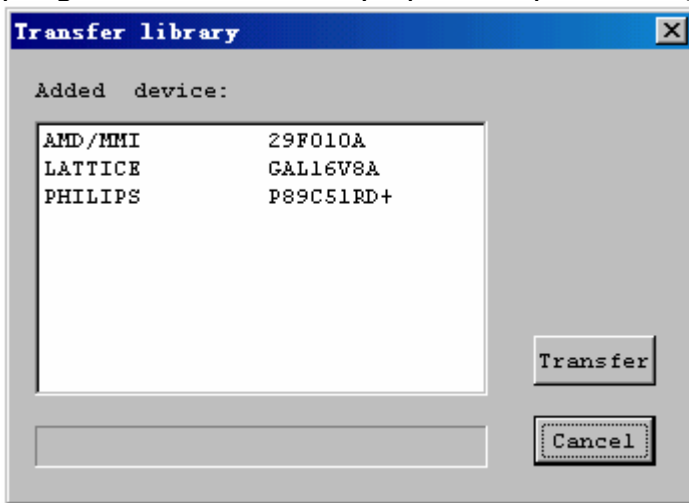 Transfer library
Added device:
AMD/MMI 29F010A
LATTICE GAL16V8A
PHILIPS P89C51RD+
Transfer
Cancel